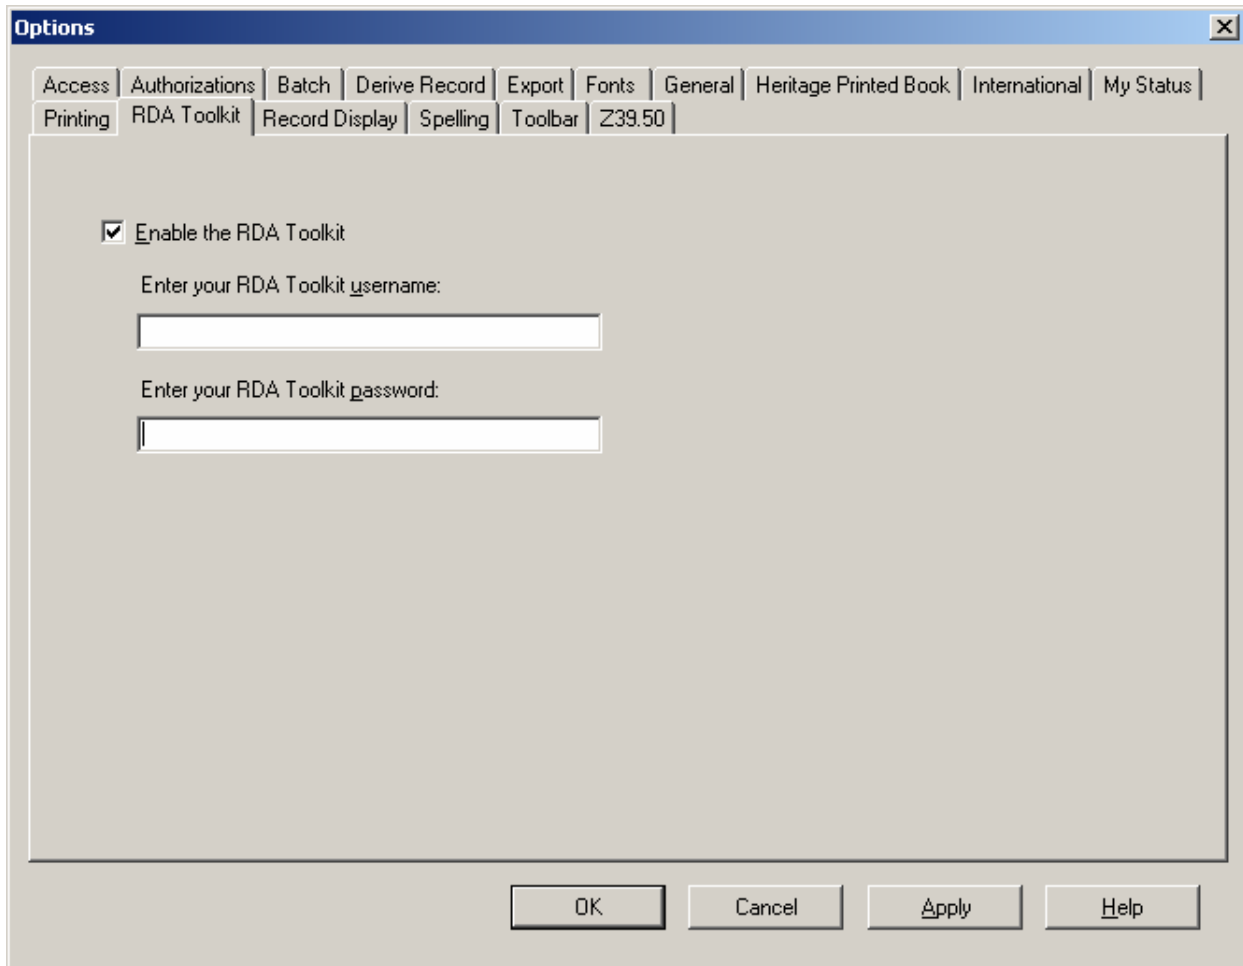 Options
Access Authorizations Batch Derive Record Export Fonts General Heritage Printed Book International My Status
Printing RDA Toolkit Record Display Spelling Toolbar Z39.50
Enable the RDA Toolkit
Enter your RDA Toolkit username:
Enter your RDA Toolkit password:
OK Cancel Apply Help